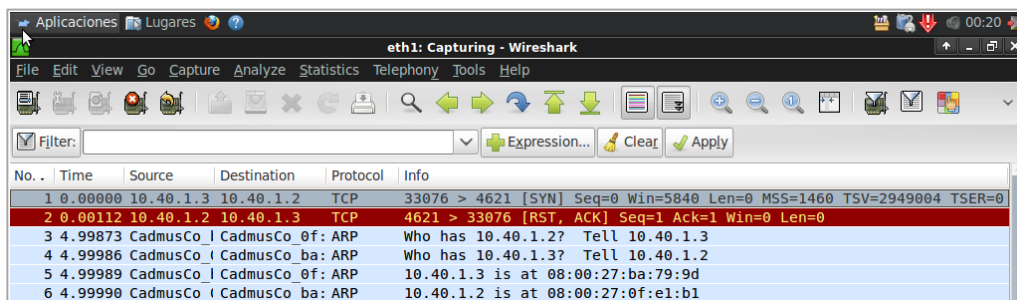 Aplicaciones Lugares 00:20
eth1: Capturing - Wireshark
File Edit View Go Capture Analyze Statistics Telephony Tools Help
Filter: Expression... Clear Apply
No. . Time Source Destination Protocol Info
1 0.00000 10.40.1.3 10.40.1.2 TCP 33076 > 4621 [SYN] Seq=0 Win=5840 Len=0 MSS=1460 TSV=2949004 TSER=0
2 0.00112 10.40.1.2 10.40.1.3 TCP 4621 > 33076 [RST, ACK] Seq=1 Ack=1 Win=0 Len=0
3 4.99873 CadmusCo_ CadmusCo_0f: ARP Who has 10.40.1.2? Tell 10.40.1.3
4 4.99986 CadmusCo_ CadmusCo_ba: ARP Who has 10.40.1.3? Tell 10.40.1.2
5 4.99989 CadmusCo_ CadmusCo_0f: ARP 10.40.1.3 is at 08:00:27:ba:79:9d
6 4.99990 CadmusCo_ CadmusCo_ba: ARP 10.40.1.2 is at 08:00:27:0f:e1:b1